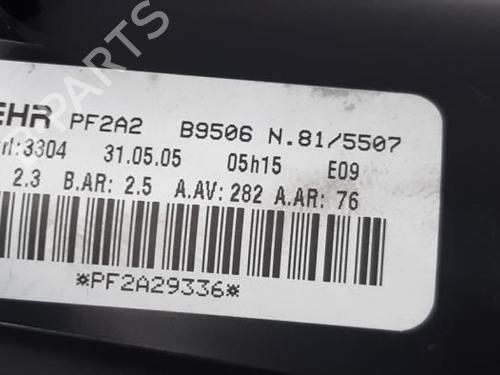 EHR PF2A2 B9506 N.81/5507
rl:3304 31.05.05 05h15 E09
2.3 B.AR: 2.5 A.AV: 282 A.AR: 76
*PF2A29336*
PARTS